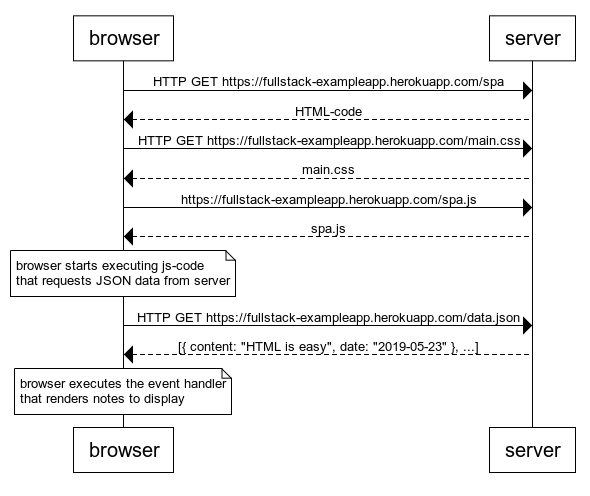 browser server
HTTP GET https://fullstack-exampleapp.herokuapp.com/spa
HTML-code
HTTP GET https://fullstack-exampleapp.herokuapp.com/main.css
main.css
https://fullstack-exampleapp.herokuapp.com/spa.js
spa.js
browser starts executing js-code
that requests JSON data from server
HTTP GET https://fullstack-exampleapp.herokuapp.com/data.json
[{ content: "HTML is easy", date: "2019-05-23" }, ...]
browser executes the event handler
that renders notes to display
browser server